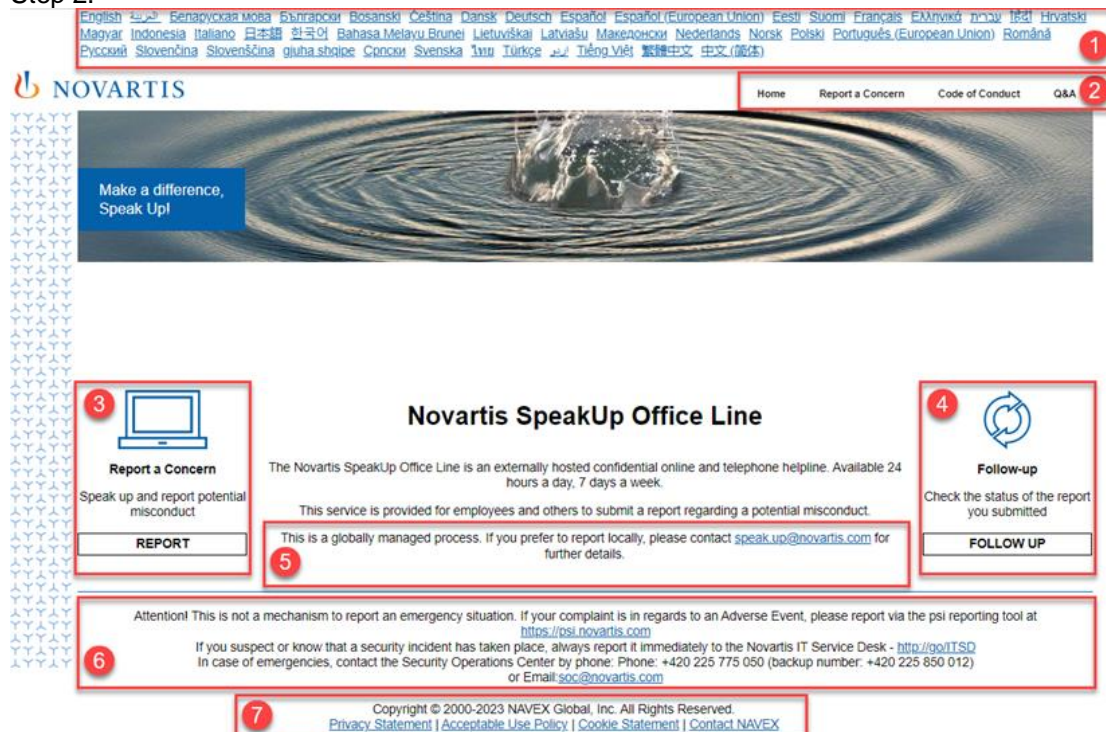 Step 2.
English العربية Беларуская мова Български Bosanski Čeština Dansk Deutsch Español Español (European Union) Eesti Suomi Français Ελληνικά עברית हिंदी Hrvatski
Magyar Indonesia Italiano 日本語 한국어 Bahasa Melayu Brunei Lietuviškai Latviašu Македонски Nederlands Norsk Polski Português (European Union) Română
Русский Slovenčina Slovenščina gjuha shqipe Српски Svenska ไทย Türkçe اردو Tiếng Việt 繁體中文 中文 (简体)
1
NOVARTIS
Home Report a Concern Code of Conduct Q&A 2
Make a difference,
Speak Up!
3
4
Novartis SpeakUp Office Line
Report a Concern
Speak up and report potential
misconduct
REPORT
The Novartis SpeakUp Office Line is an externally hosted confidential online and telephone helpline. Available 24
hours a day, 7 days a week.
This service is provided for employees and others to submit a report regarding a potential misconduct.
This is a globally managed process. If you prefer to report locally, please contact speak.up@novartis.com for
further details.
5
Follow-up
Check the status of the report
you submitted
FOLLOW UP
Attention! This is not a mechanism to report an emergency situation. If your complaint is in regards to an Adverse Event, please report via the psi reporting tool at
https://psi.novartis.com
If you suspect or know that a security incident has taken place, always report it immediately to the Novartis IT Service Desk - http://go/ITSD
In case of emergencies, contact the Security Operations Center by phone: Phone: +420 225 775 050 (backup number: +420 225 850 012)
or Email:soc@novartis.com
6
7
Copyright © 2000-2023 NAVEX Global, Inc. All Rights Reserved.
Privacy Statement | Acceptable Use Policy | Cookie Statement | Contact NAVEX